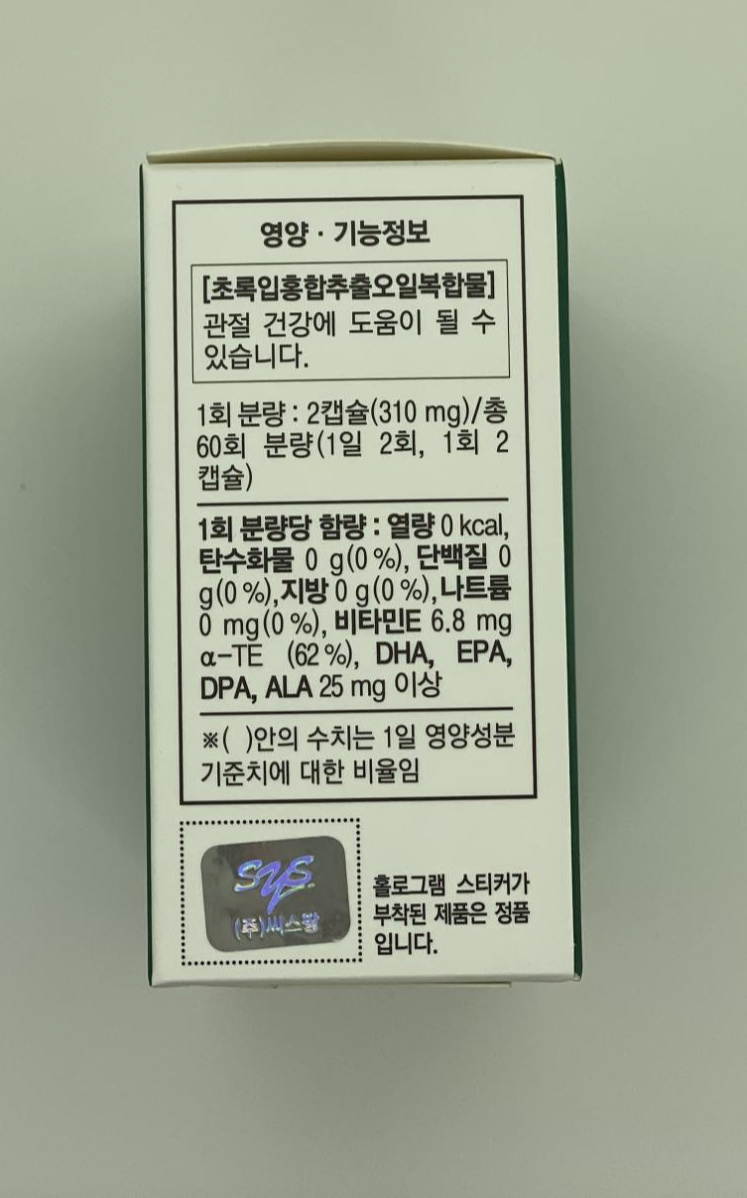 영양 · 기능정보
[초록입홍합추출오일복합물]
관절 건강에 도움이 될 수
있습니다.
1회 분량 : 2캡슐(310 mg)/총
60회 분량(1일 2회, 1회 2
캡슐)
1회 분량당 함량 : 열량 0 kcal,
탄수화물 0 g(0 %), 단백질 0
g(0 %), 지방 0 g(0 %), 나트륨
0 mg(0 %), 비타민E 6.8 mg
α-TE (62 %), DHA, EPA,
DPA, ALA 25 mg 이상
※( )안의 수치는 1일 영양성분
기준치에 대한 비율임
sys
(주)씨스팡
홀로그램 스티커가
부착된 제품은 정품
입니다.